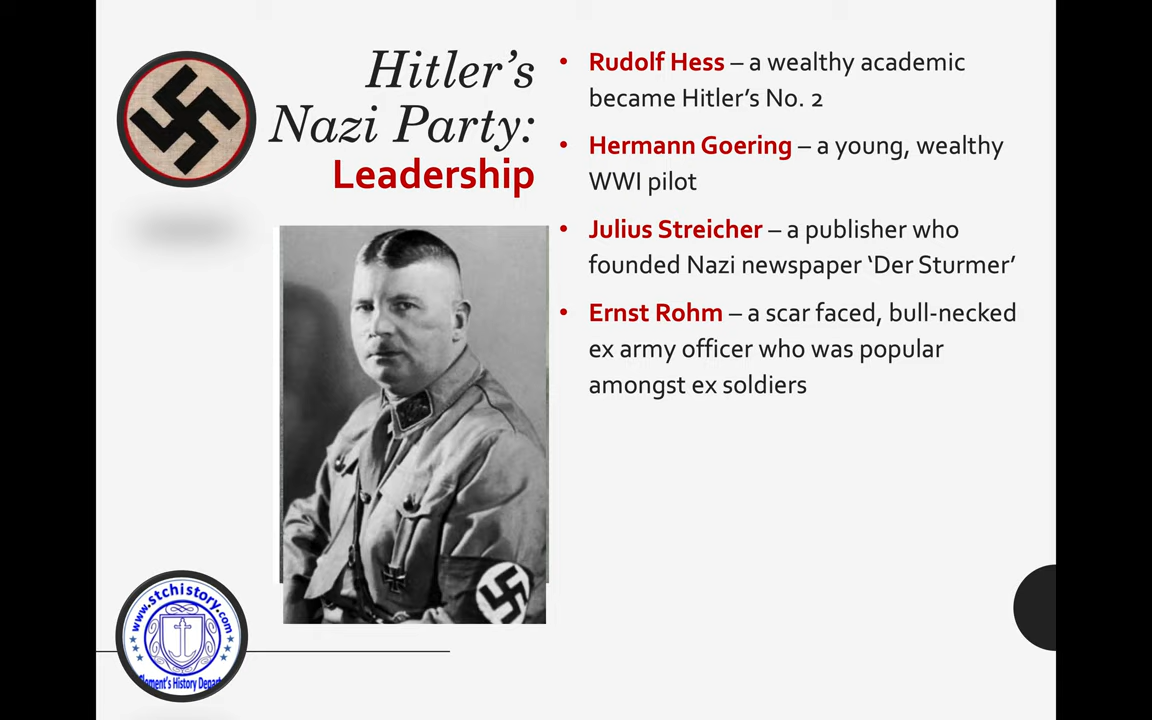 Hitler's
Nazi Party:
Leadership
• Rudolf Hess – a wealthy academic
became Hitler's No. 2
• Hermann Goering – a young, wealthy
WWI pilot
• Julius Streicher – a publisher who
founded Nazi newspaper ‘Der Sturmer’
• Ernst Rohm – a scar faced, bull-necked
ex army officer who was popular
amongst ex soldiers
www.stchistory.com
History